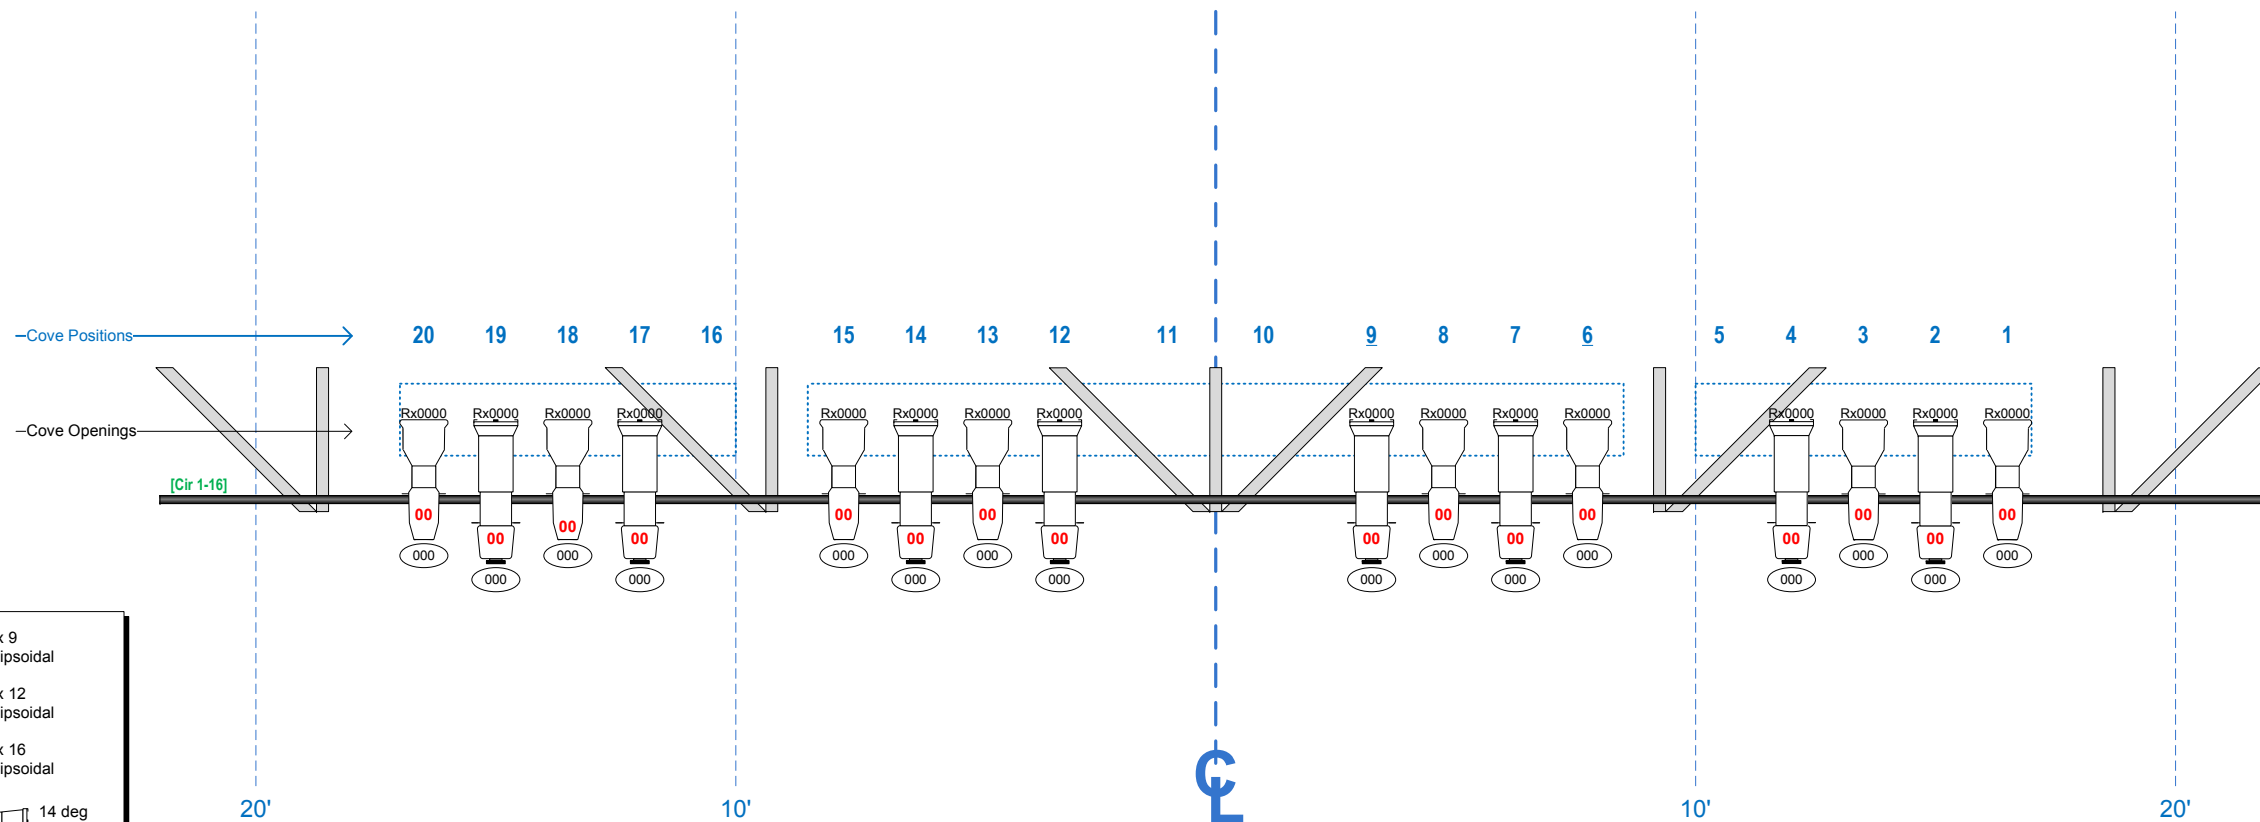 Cove Positions
20 19 18 17 16 15 14 13 12 11 10 9 8 7 6 5 4 3 2 1
Cove Openings
Rx0000 Rx0000 Rx0000 Rx0000 Rx0000 Rx0000 Rx0000 Rx0000 Rx0000 Rx0000 Rx0000 Rx0000 Rx0000 Rx0000 Rx0000 Rx0000
[Cir 1-16]
00 00 00 00 00 00 00 00 00 00 00 00 00 00 00 00
000 000 000 000 000 000 000 000 000 000 000 000 000 000 000 000
x 9
ipsoidal
x 12
ipsoidal
x 16
ipsoidal
14 deg
20' 10' CL 10' 20'